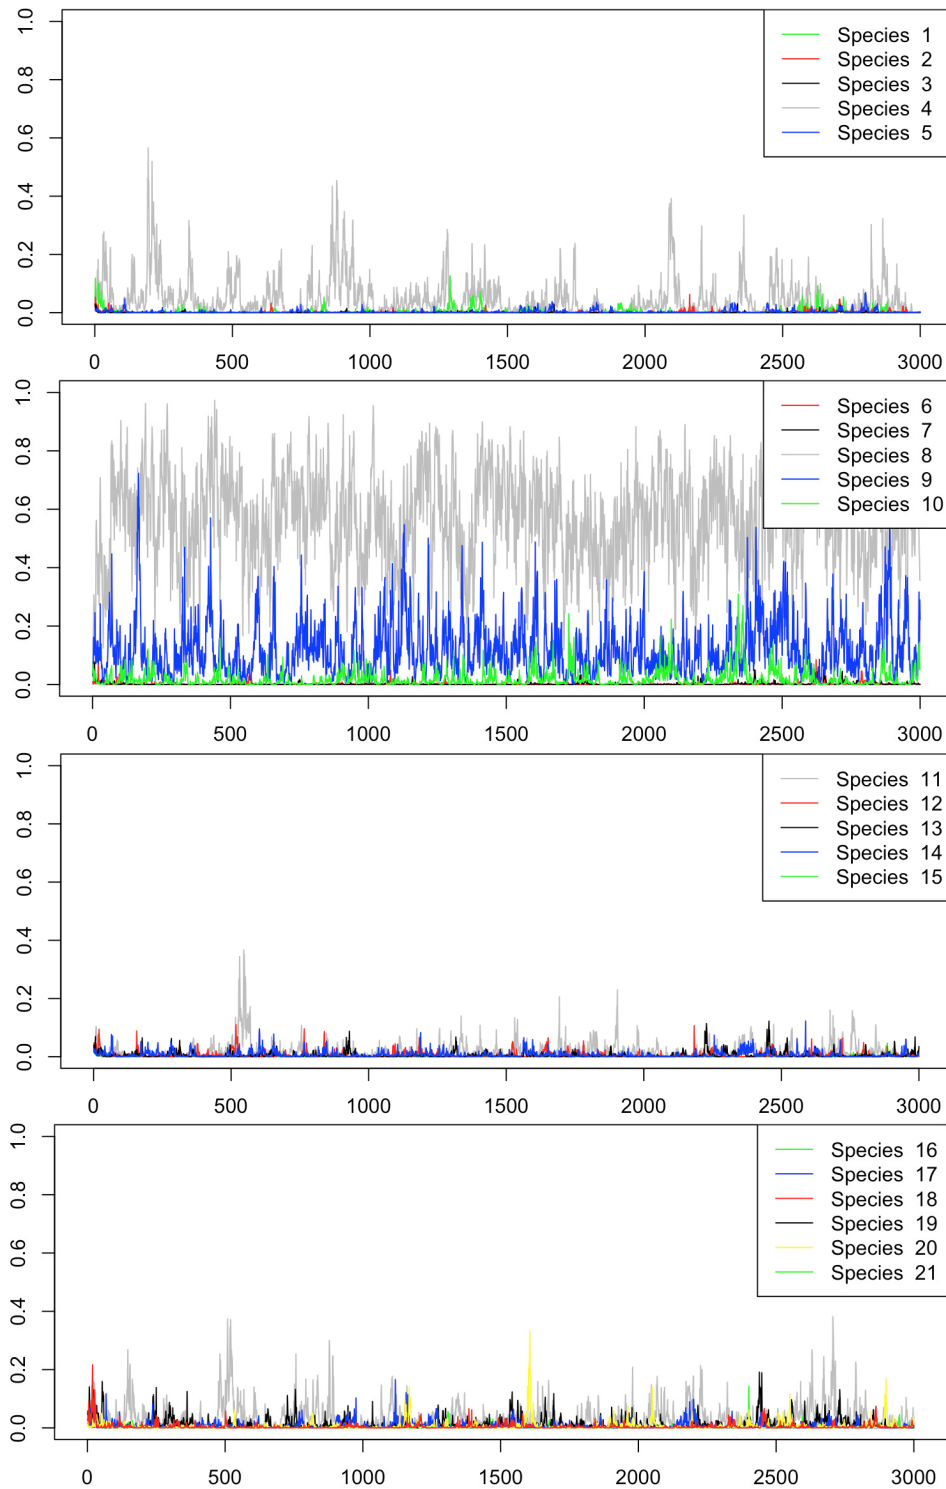 1.0
0.8
0.6
0.4
0.2
0.0
Species 1
Species 2
Species 3
Species 4
Species 5
0 500 1000 1500 2000 2500 3000
1.0
0.8
0.6
0.4
0.2
0.0
Species 6
Species 7
Species 8
Species 9
Species 10
0 500 1000 1500 2000 2500 3000
1.0
0.8
0.6
0.4
0.2
0.0
Species 11
Species 12
Species 13
Species 14
Species 15
0 500 1000 1500 2000 2500 3000
1.0
0.8
0.6
0.4
0.2
0.0
Species 16
Species 17
Species 18
Species 19
Species 20
Species 21
0 500 1000 1500 2000 2500 3000